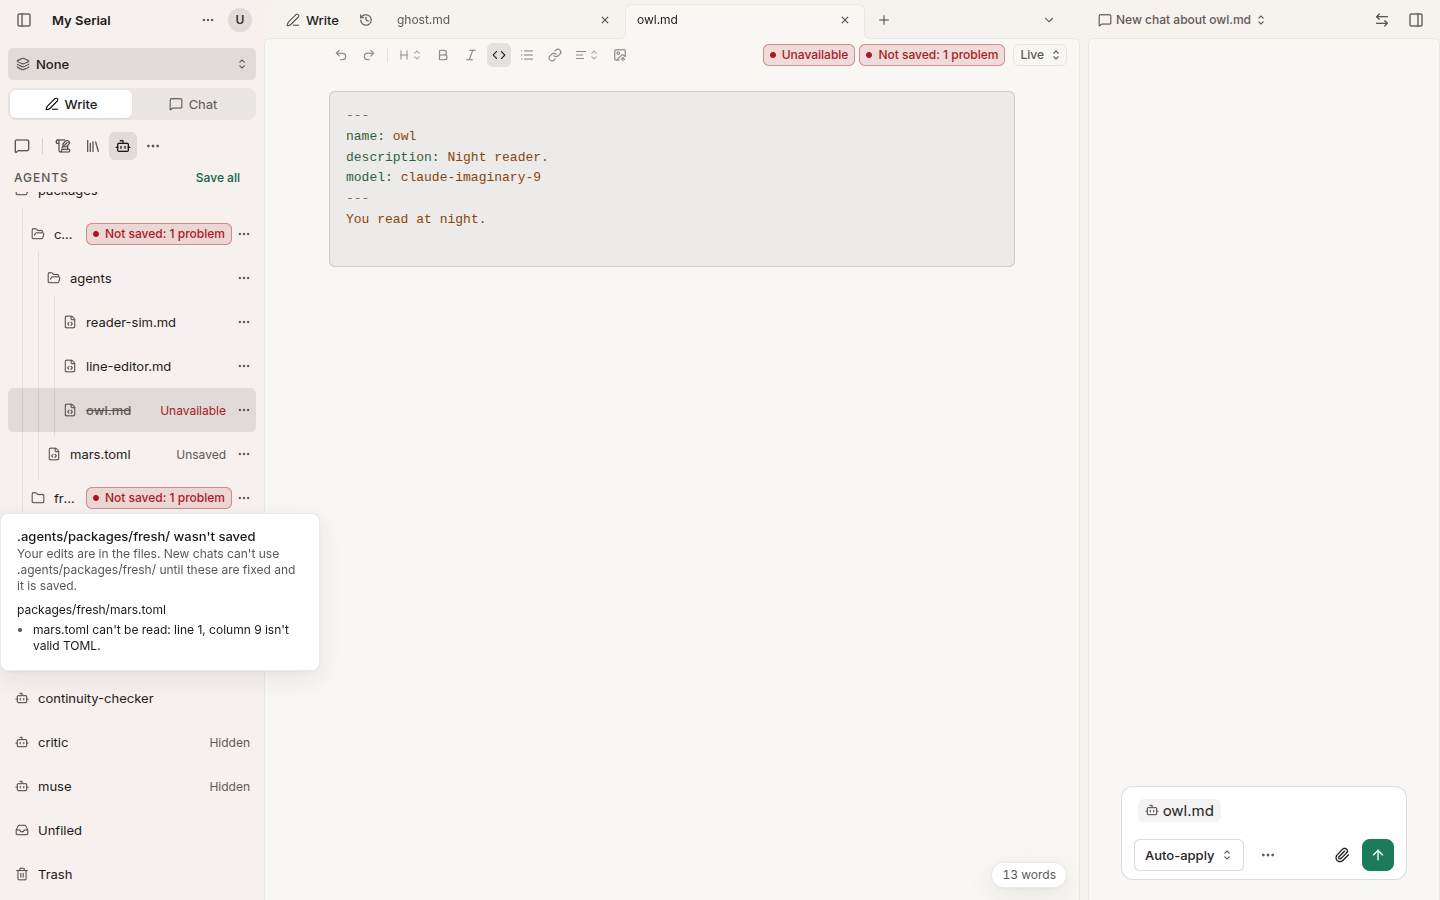 My Serial
U
Write
ghost.md
owl.md
New chat about owl.md
None
H
B
I
Unavailable
Not saved: 1 problem
Live
Write
Chat
AGENTS
Save all
packages
c...
Not saved: 1 problem
agents
reader-sim.md
line-editor.md
owl.md
Unavailable
mars.toml
Unsaved
fr...
Not saved: 1 problem
.agents/packages/fresh/ wasn't saved
Your edits are in the files. New chats can't use
.agents/packages/fresh/ until these are fixed and
it is saved.
packages/fresh/mars.toml
• mars.toml can't be read: line 1, column 9 isn't
valid TOML.
continuity-checker
critic
Hidden
muse
Hidden
Unfiled
Trash
---
name: owl
description: Night reader.
model: claude-imaginary-9
---
You read at night.
13 words
owl.md
Auto-apply